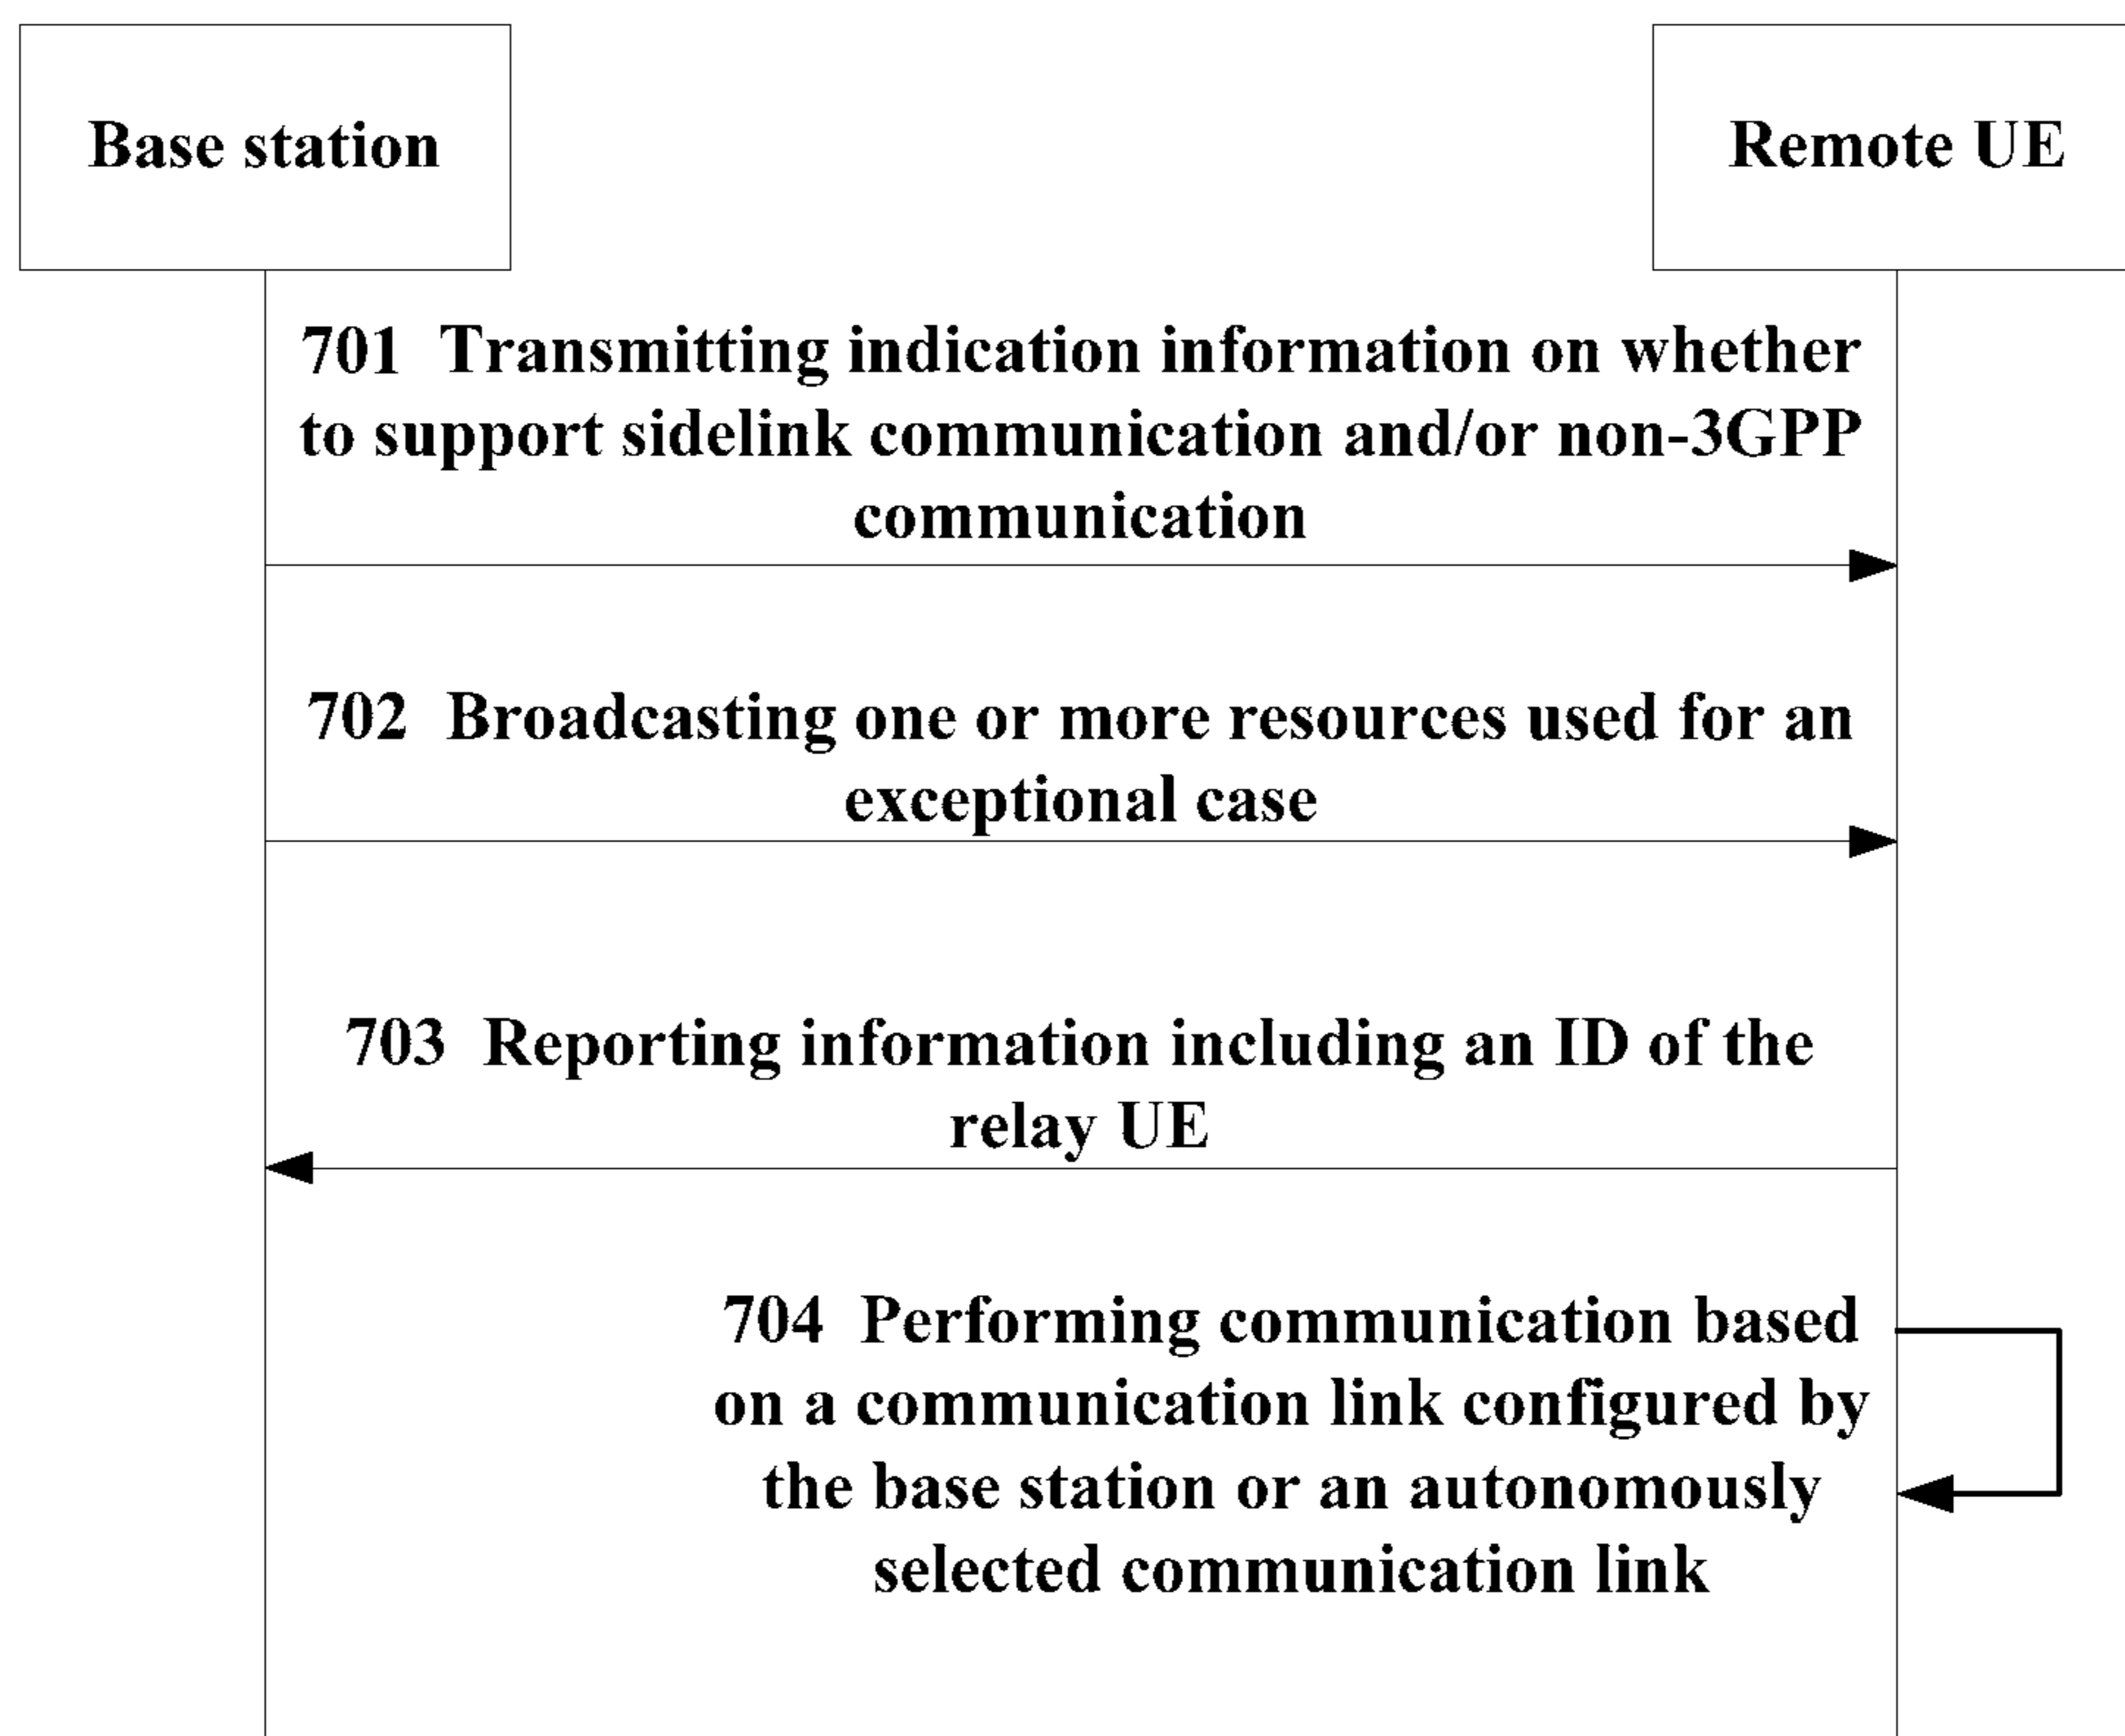 Base station
Remote UE
701 Transmitting indication information on whether
to support sidelink communication and/or non-3GPP
communication
702 Broadcasting one or more resources used for an
exceptional case
703 Reporting information including an ID of the
relay UE
704 Performing communication based
on a communication link configured by
the base station or an autonomously
selected communication link